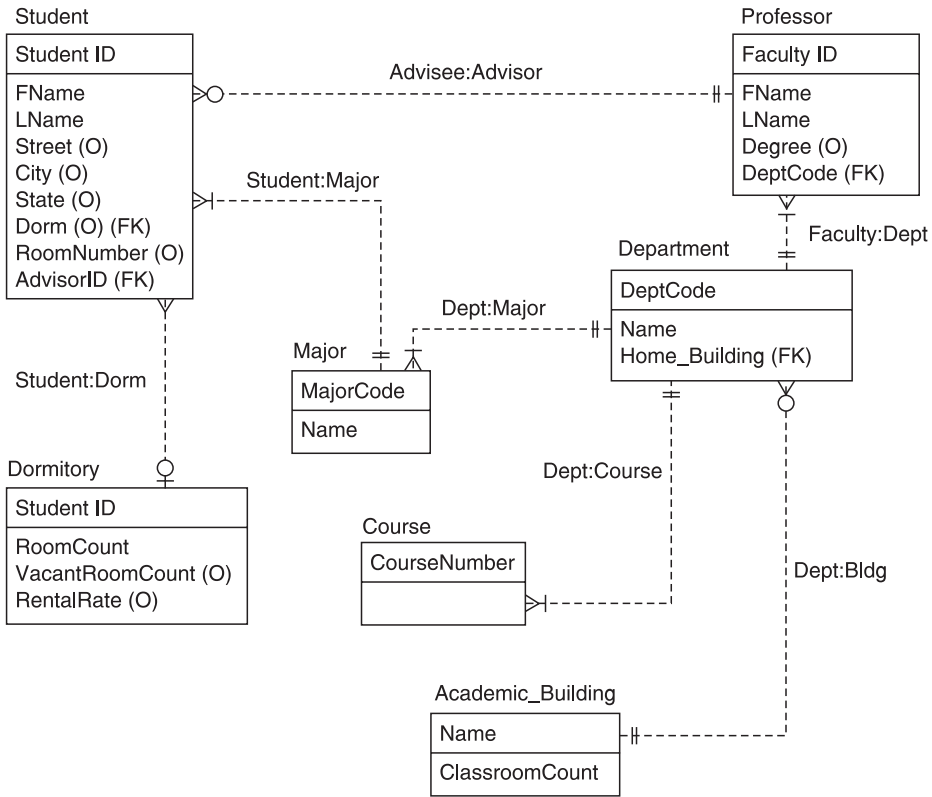 Student
Student ID
FName
LName
Street (O)
City (O)
State (O)
Dorm (O) (FK)
RoomNumber (O)
AdvisorID (FK)
Advisee:Advisor
Professor
Faculty ID
FName
LName
Degree (O)
DeptCode (FK)
Student:Major
Faculty:Dept
Department
DeptCode
Name
Home_Building (FK)
Dept:Major
Major
MajorCode
Name
Student:Dorm
Dormitory
Student ID
RoomCount
VacantRoomCount (O)
RentalRate (O)
Dept:Course
Course
CourseNumber
Dept:Bldg
Academic_Building
Name
ClassroomCount